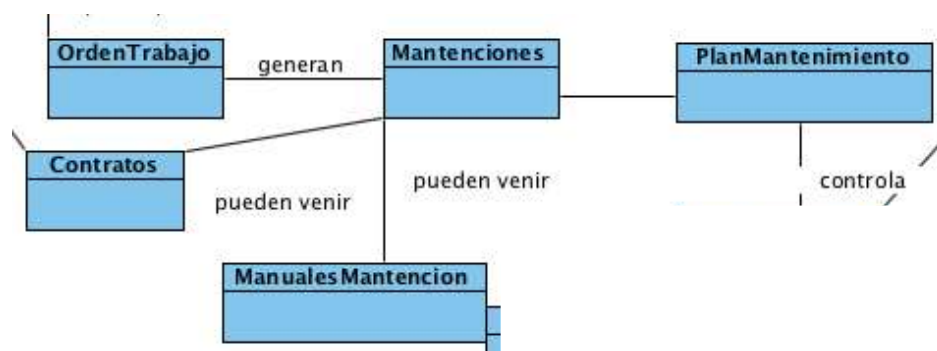 OrdenTrabajo
generan
Mantenciones
PlanMantenimiento
Contratos
pueden venir
pueden venir
controla
ManualesMantencion